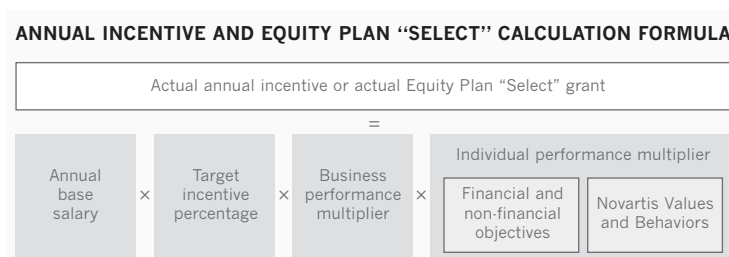 ANNUAL INCENTIVE AND EQUITY PLAN “SELECT” CALCULATION FORMULA
Actual annual incentive or actual Equity Plan “Select” grant
=
Individual performance multiplier
Annual
base
salary
×
Target
incentive
percentage
×
Business
performance
multiplier
×
Financial and
non-financial
objectives
Novartis Values
and Behaviors